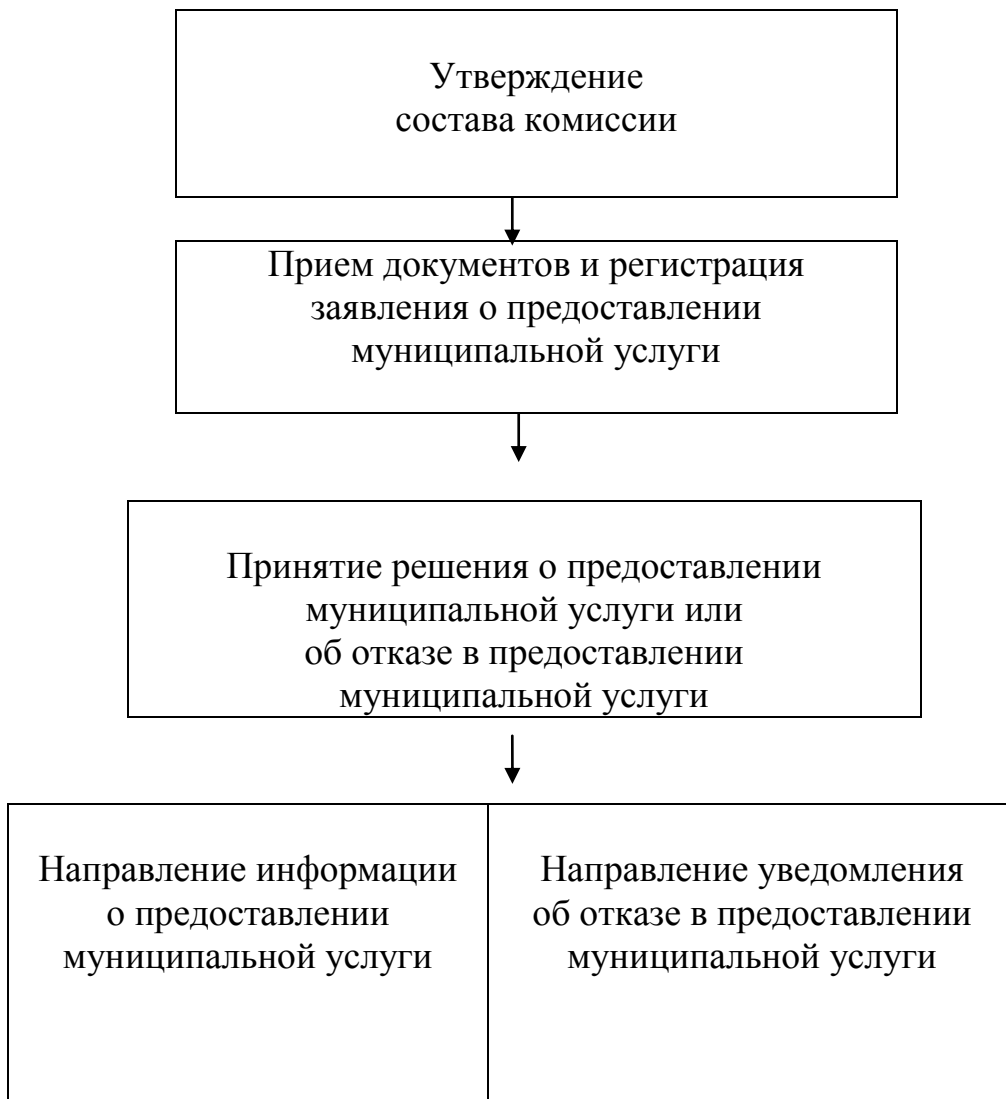 Утверждение
состава комиссии
Прием документов и регистрация
заявления о предоставлении
муниципальной услуги
Принятие решения о предоставлении
муниципальной услуги или
об отказе в предоставлении
муниципальной услуги
Направление информации
о предоставлении
муниципальной услуги
Направление уведомления
об отказе в предоставлении
муниципальной услуги